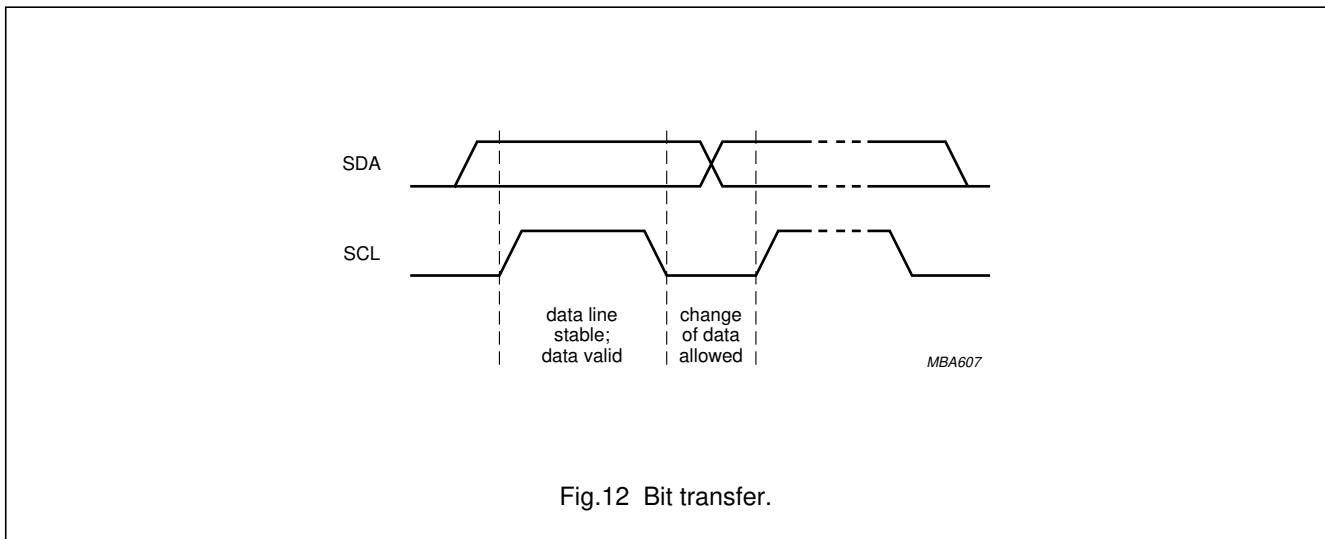 SDA
SCL
data line
stable;
data valid
change
of data
allowed
MBA607
Fig.12 Bit transfer.